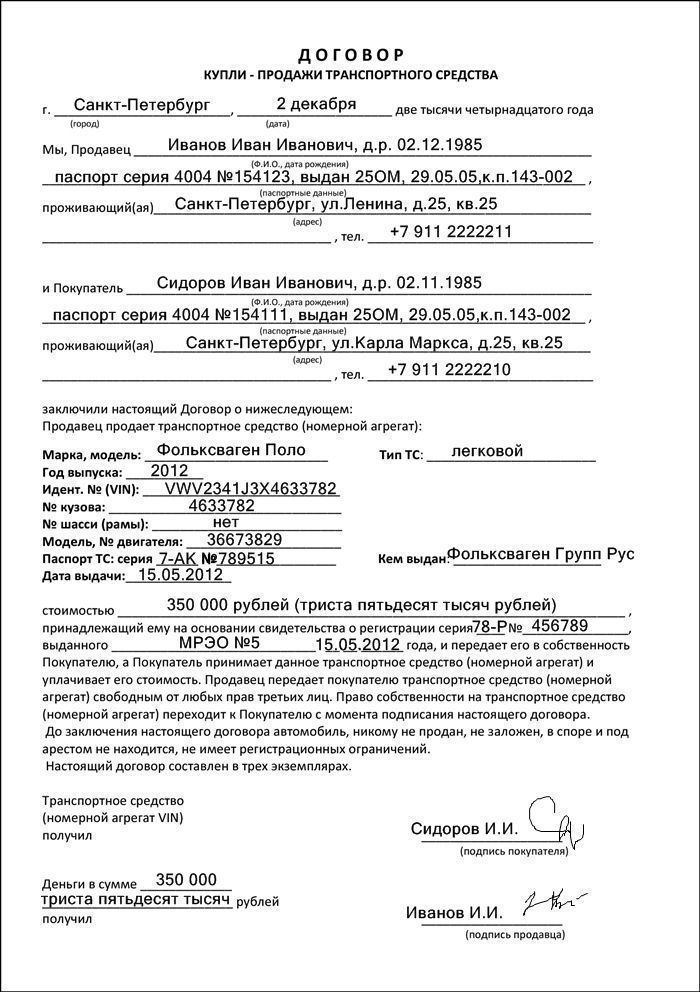 ДОГОВОР
КУПЛИ - ПРОДАЖИ ТРАНСПОРТНОГО СРЕДСТВА
г. Санкт-Петербург, 2 декабря две тысячи четырнадцатого года
(город) (дата)
Мы, Продавец Иванов Иван Иванович, д.р. 02.12.1985
(Ф.И.О., дата рождения)
паспорт серия 4004 №154123, выдан 25ОМ, 29.05.05,к.п.143-002 ,
(паспортные данные)
проживающий(ая) Санкт-Петербург, ул.Ленина, д.25, кв.25
(адрес)
, тел. +7 911 2222211
и Покупатель Сидоров Иван Иванович, д.р. 02.11.1985
(Ф.И.О., дата рождения)
паспорт серия 4004 №154111, выдан 25ОМ, 29.05.05,к.п.143-002 ,
(паспортные данные)
проживающий(ая) Санкт-Петербург, ул.Карла Маркса, д.25, кв.25
(адрес)
, тел. +7 911 2222210
заключили настоящий Договор о нижеследующем:
Продавец продает транспортное средство (номерной агрегат):
Марка, модель: Фольксваген Поло Тип ТС: легковой
Год выпуска: 2012
Идент. № (VIN): VWV2341J3X4633782
№ кузова: 4633782
№ шасси (рамы): нет
Модель, № двигателя: 36673829
Паспорт ТС: серия 7-АК №789515 Кем выдан: Фольксваген Групп Рус
Дата выдачи: 15.05.2012
стоимостью 350 000 рублей (триста пятьдесят тысяч рублей) ,
принадлежащий ему на основании свидетельства о регистрации серия 78-Р № 456789 ,
выданного МРЭО №5 15.05.2012 года, и передает его в собственность
Покупателю, а Покупатель принимает данное транспортное средство (номерной агрегат) и
уплачивает его стоимость. Продавец передает покупателю транспортное средство (номерной
агрегат) свободным от любых прав третьих лиц. Право собственности на транспортное средство
(номерной агрегат) переходит к Покупателю с момента подписания настоящего договора.
До заключения настоящего договора автомобиль, никому не продан, не заложен, в споре и под
арестом не находится, не имеет регистрационных ограничений.
Настоящий договор составлен в трех экземплярах.
Транспортное средство
(номерной агрегат VIN)
получил
Сидоров И.И.
(подпись покупателя)
Деньги в сумме 350 000
триста пятьдесят тысяч рублей
получил
Иванов И.И.
(подпись продавца)